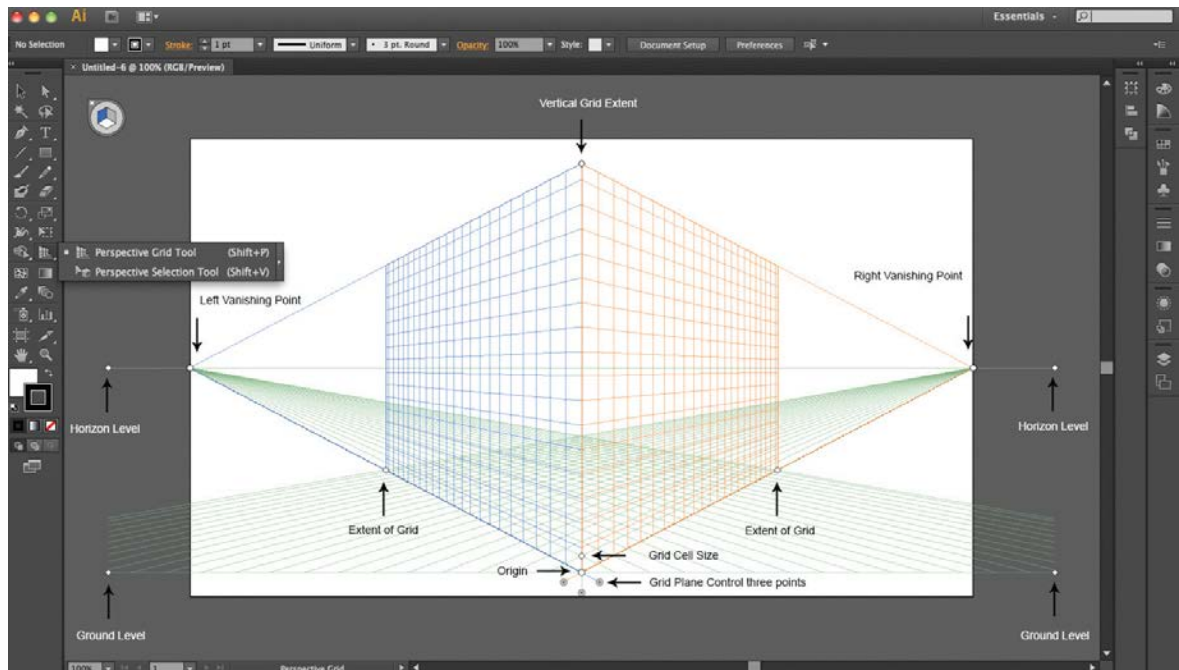 Ai
Essentials
No Selection
Stroke:
1 pt
Uniform
3 pt. Round
Opacity:
100%
Style:
Document Setup
Preferences
× Untitled-6 @ 100% (RGB/Preview)
Vertical Grid Extent
Perspective Grid Tool (Shift+P)
Perspective Selection Tool (Shift+V)
Right Vanishing Point
Left Vanishing Point
Horizon Level
Horizon Level
Extent of Grid
Extent of Grid
Grid Cell Size
Origin
Grid Plane Control three points
Ground Level
Ground Level
100%
1
Perspective Grid